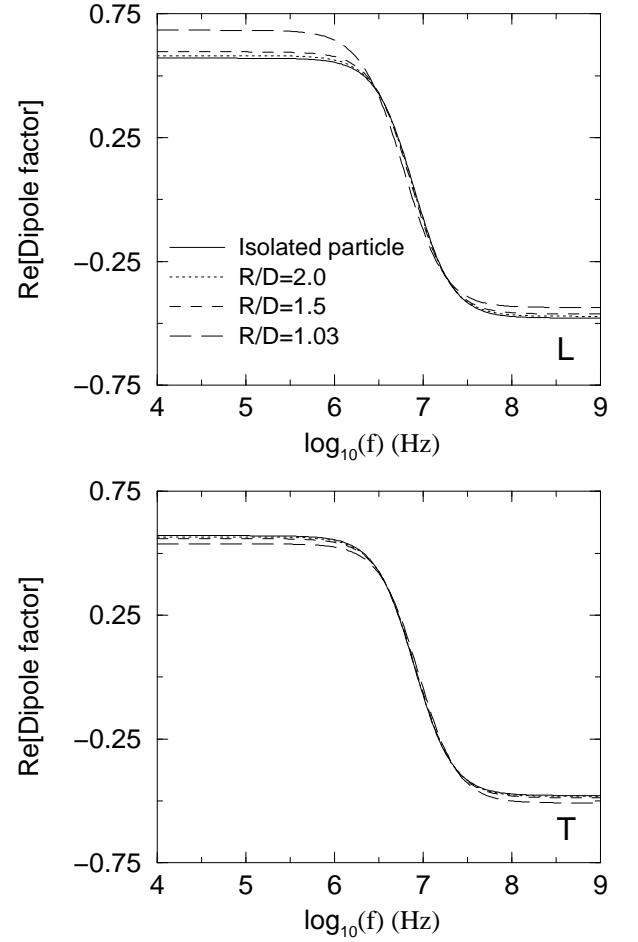 Re[Dipole factor]
0.75
0.25
−0.25
−0.75
Isolated particle
R/D=2.0
R/D=1.5
R/D=1.03
L
4 5 6 7 8 9
log₁₀(f) (Hz)
Re[Dipole factor]
0.75
0.25
−0.25
−0.75
T
4 5 6 7 8 9
log₁₀(f) (Hz)